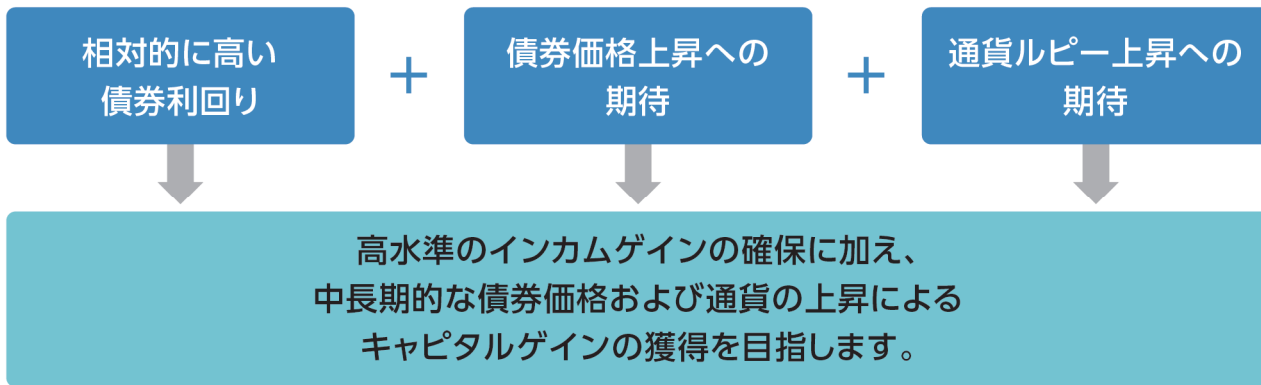 相対的に高い
債券利回り
＋
債券価格上昇への
期待
＋
通貨ルピー上昇への
期待
高水準のインカムゲインの確保に加え、
中長期的な債券価格および通貨の上昇による
キャピタルゲインの獲得を目指します。